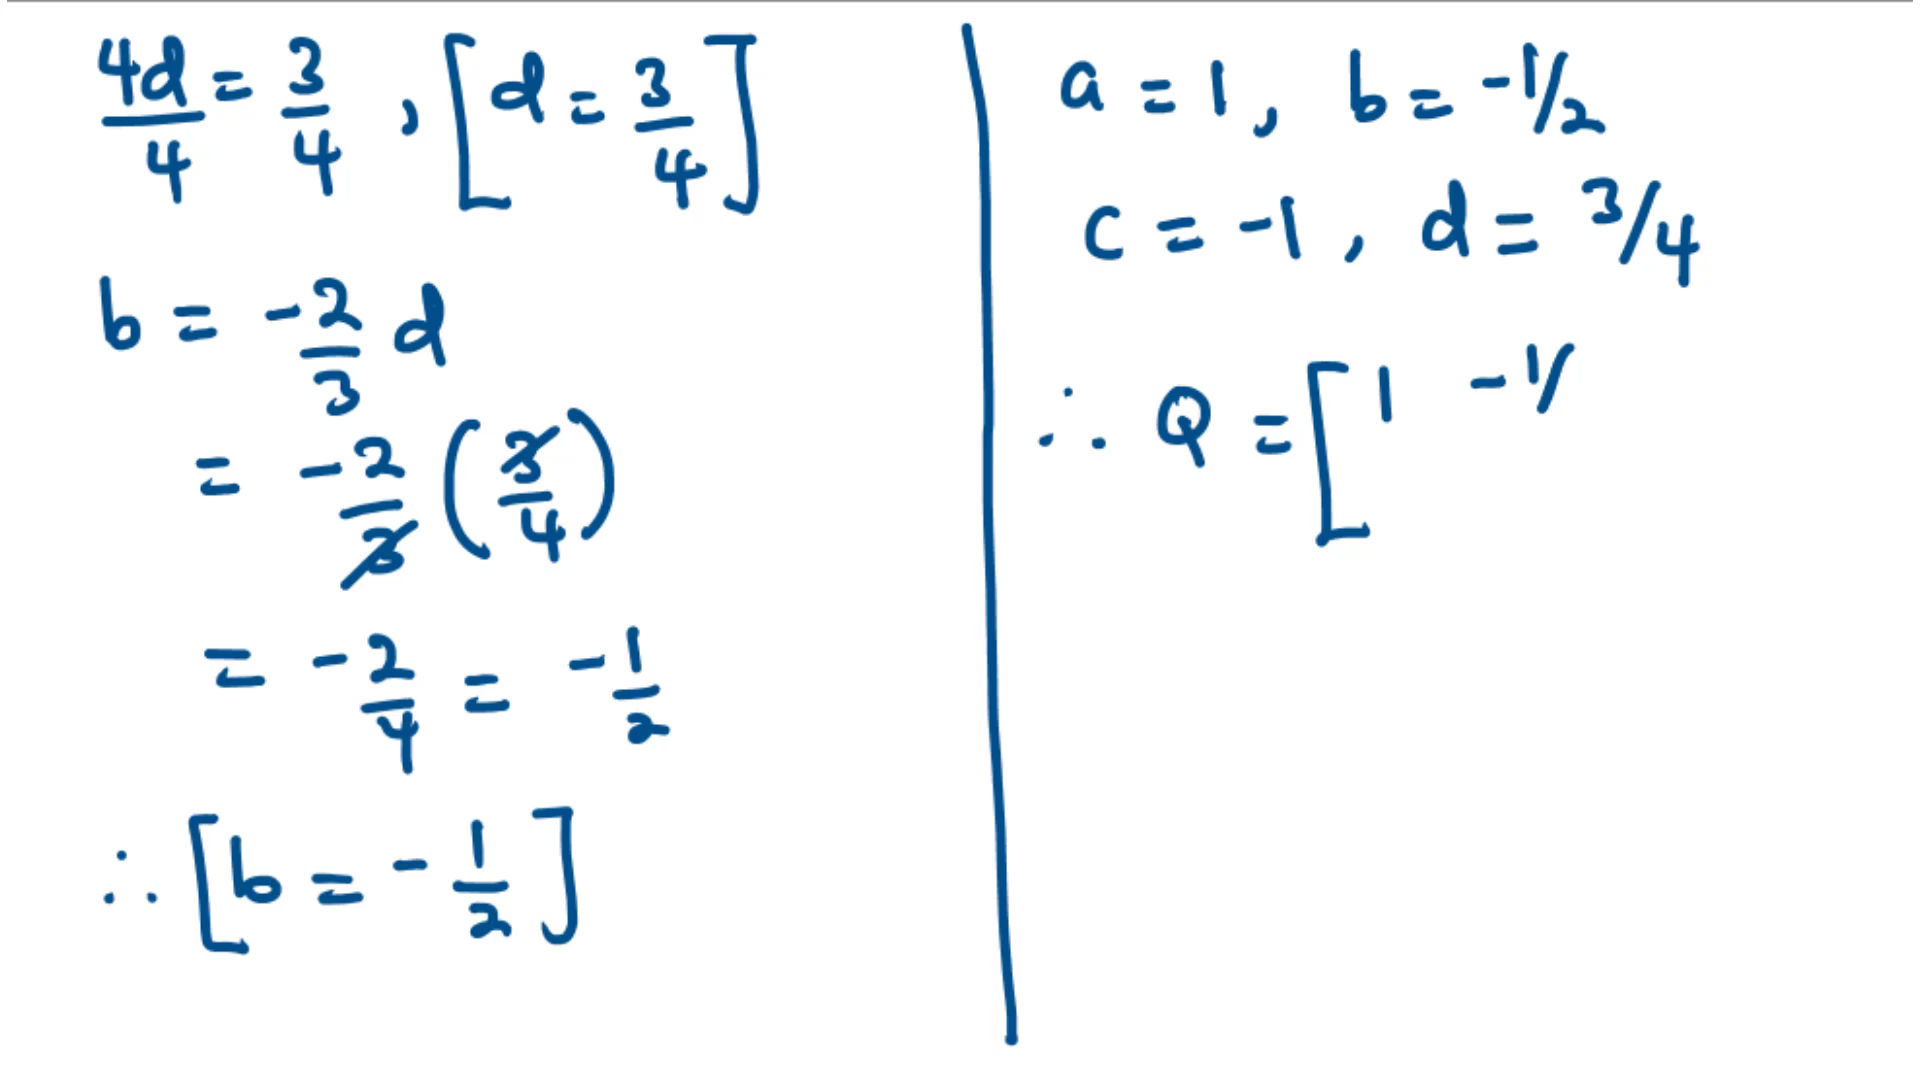 4d/4 = 3/4 , [d = 3/4]
b = -2/3 d
= -2/3 (3/4)
= -2/4 = -1/2
∴ [b = -1/2]
a = 1, b = -1/2
c = -1, d = 3/4
∴ Q = [1 -1/